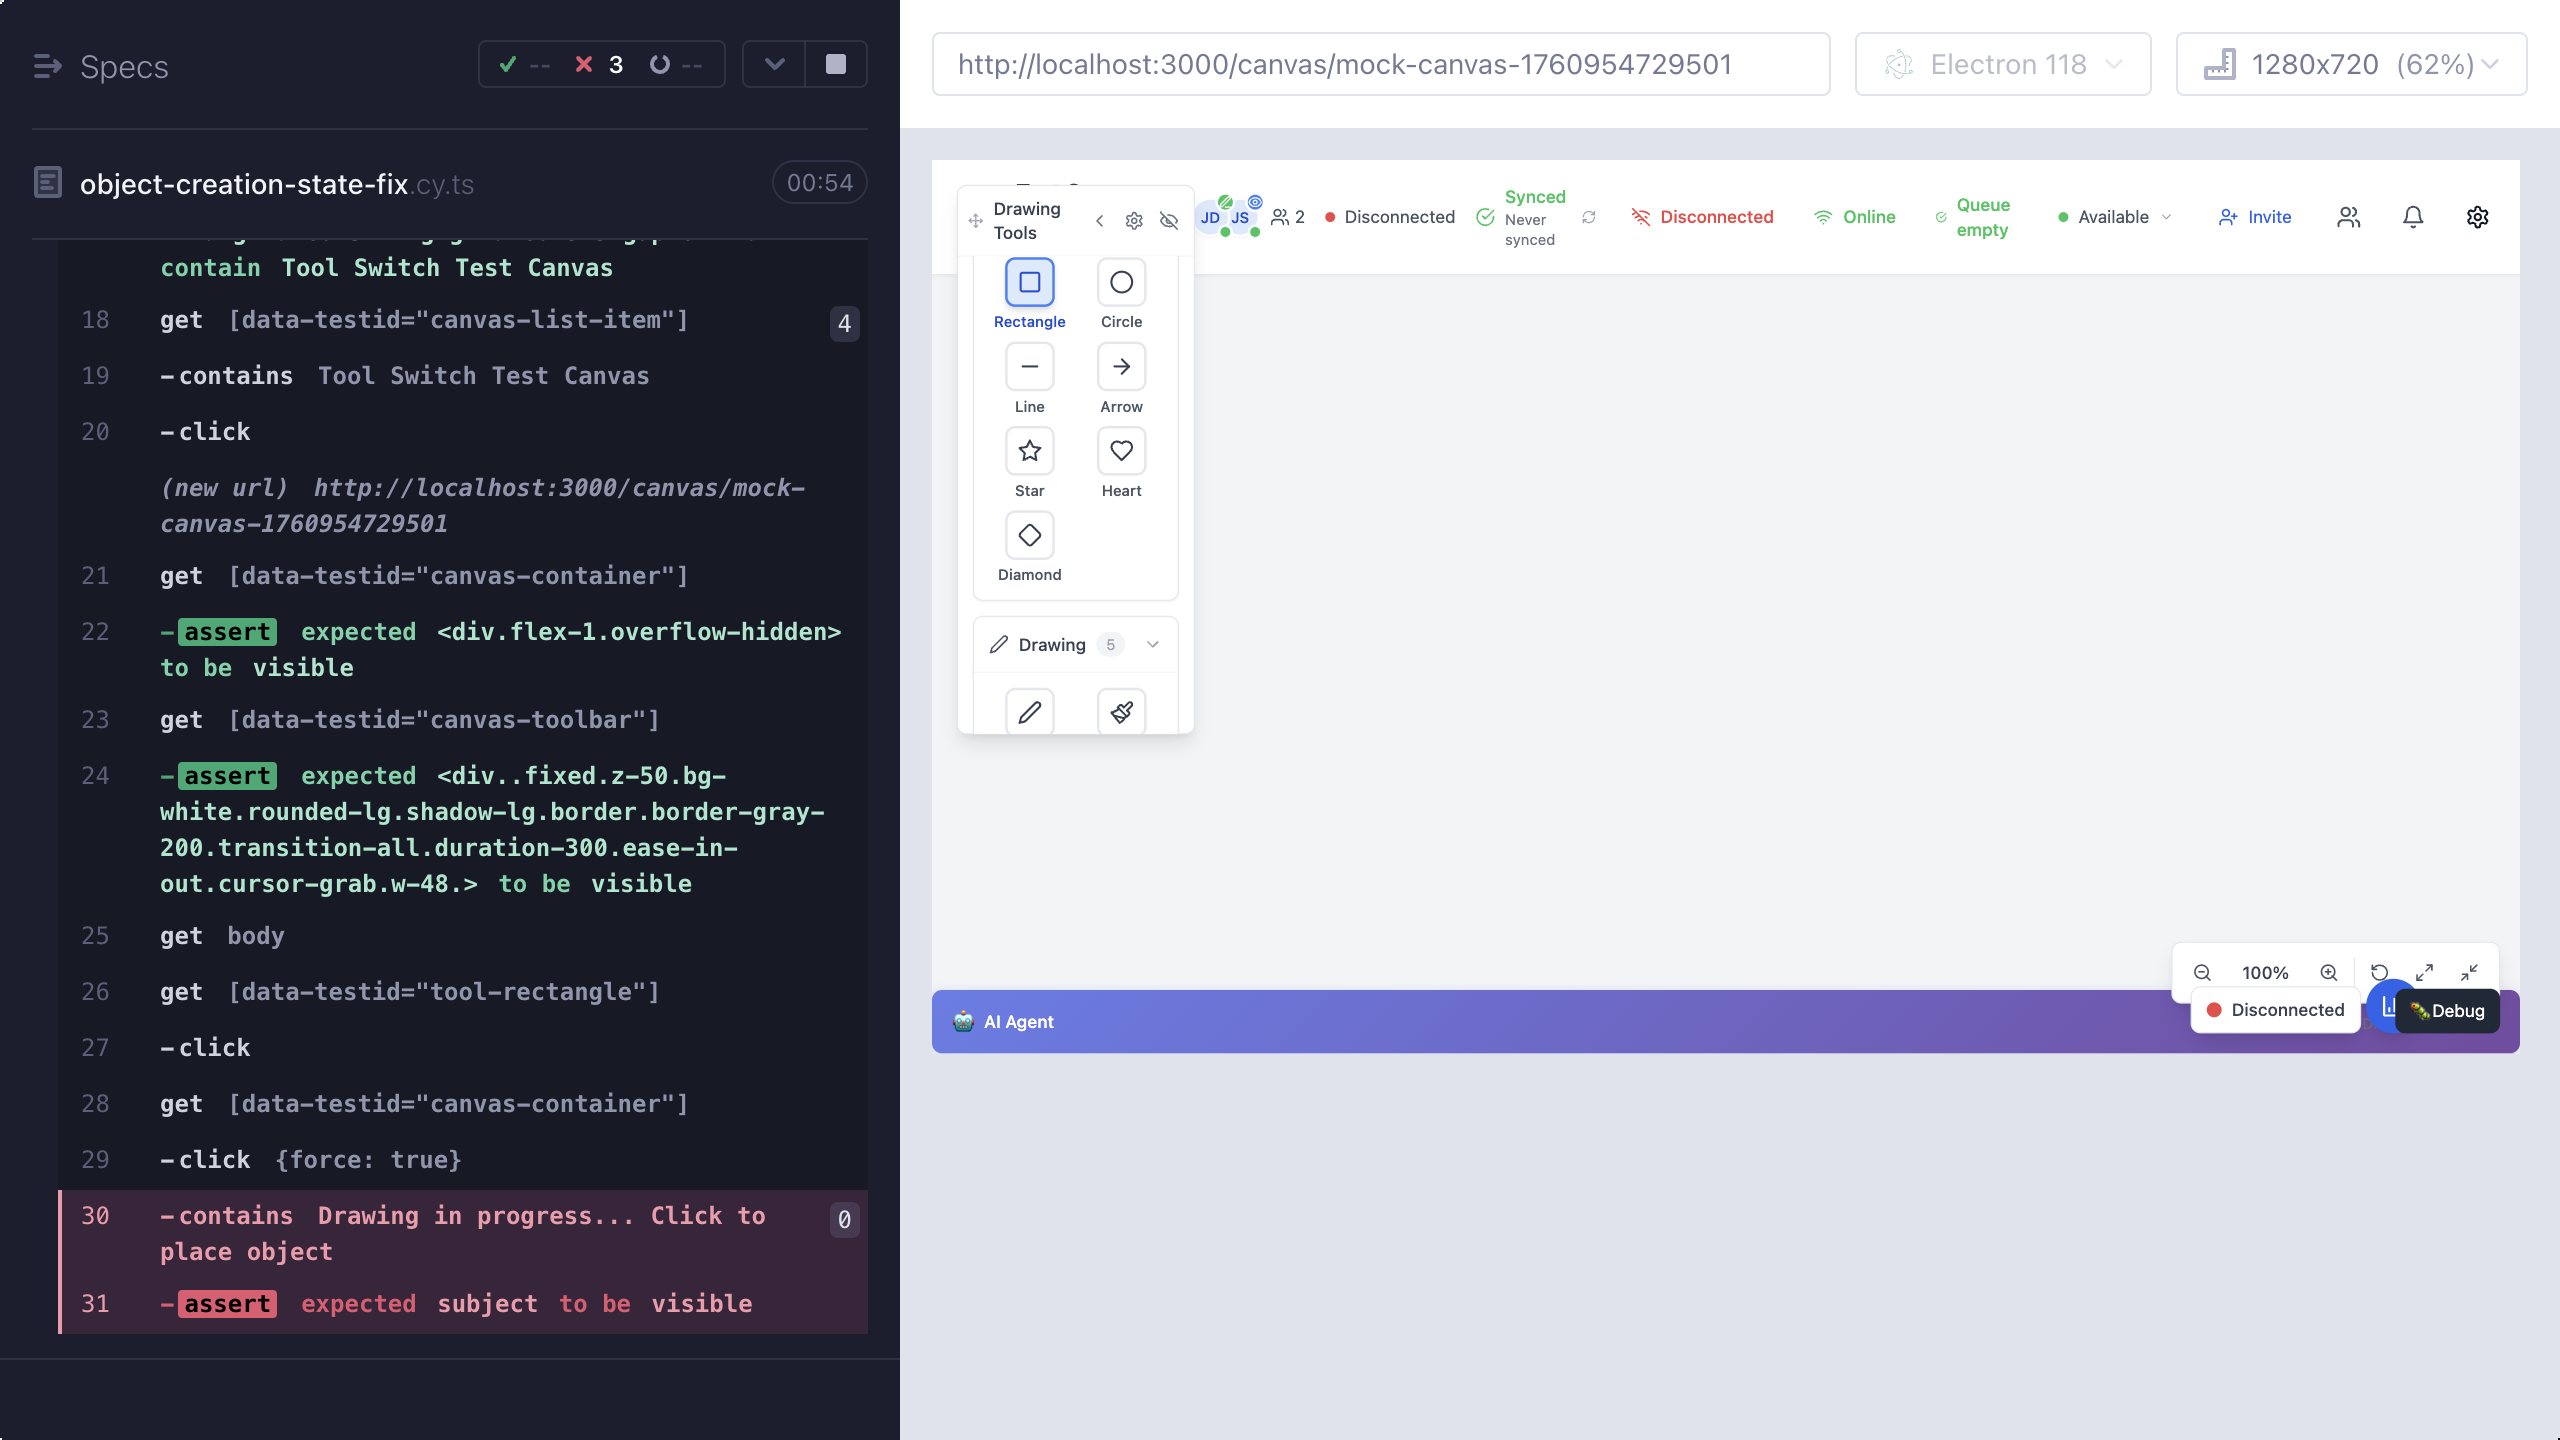 Specs
-- 3 --
object-creation-state-fix.cy.ts 00:54
contain Tool Switch Test Canvas
18 get [data-testid="canvas-list-item"] 4
19 -contains Tool Switch Test Canvas
20 -click
(new url) http://localhost:3000/canvas/mock-
canvas-1760954729501
21 get [data-testid="canvas-container"]
22 -assert expected <div.flex-1.overflow-hidden>
to be visible
23 get [data-testid="canvas-toolbar"]
24 -assert expected <div..fixed.z-50.bg-
white.rounded-lg.shadow-lg.border.border-gray-
200.transition-all.duration-300.ease-in-
out.cursor-grab.w-48.> to be visible
25 get body
26 get [data-testid="tool-rectangle"]
27 -click
28 get [data-testid="canvas-container"]
29 -click {force: true}
30 -contains Drawing in progress... Click to
place object 0
31 -assert expected subject to be visible
http://localhost:3000/canvas/mock-canvas-1760954729501
Electron 118
1280x720 (62%)
Drawing
Tools
JD JS 2
Disconnected
Synced
Never
synced
Disconnected
Online
Queue
empty
Available
Invite
Rectangle Circle
Line Arrow
Star Heart
Diamond
Drawing 5
100%
AI Agent
Disconnected
Debug